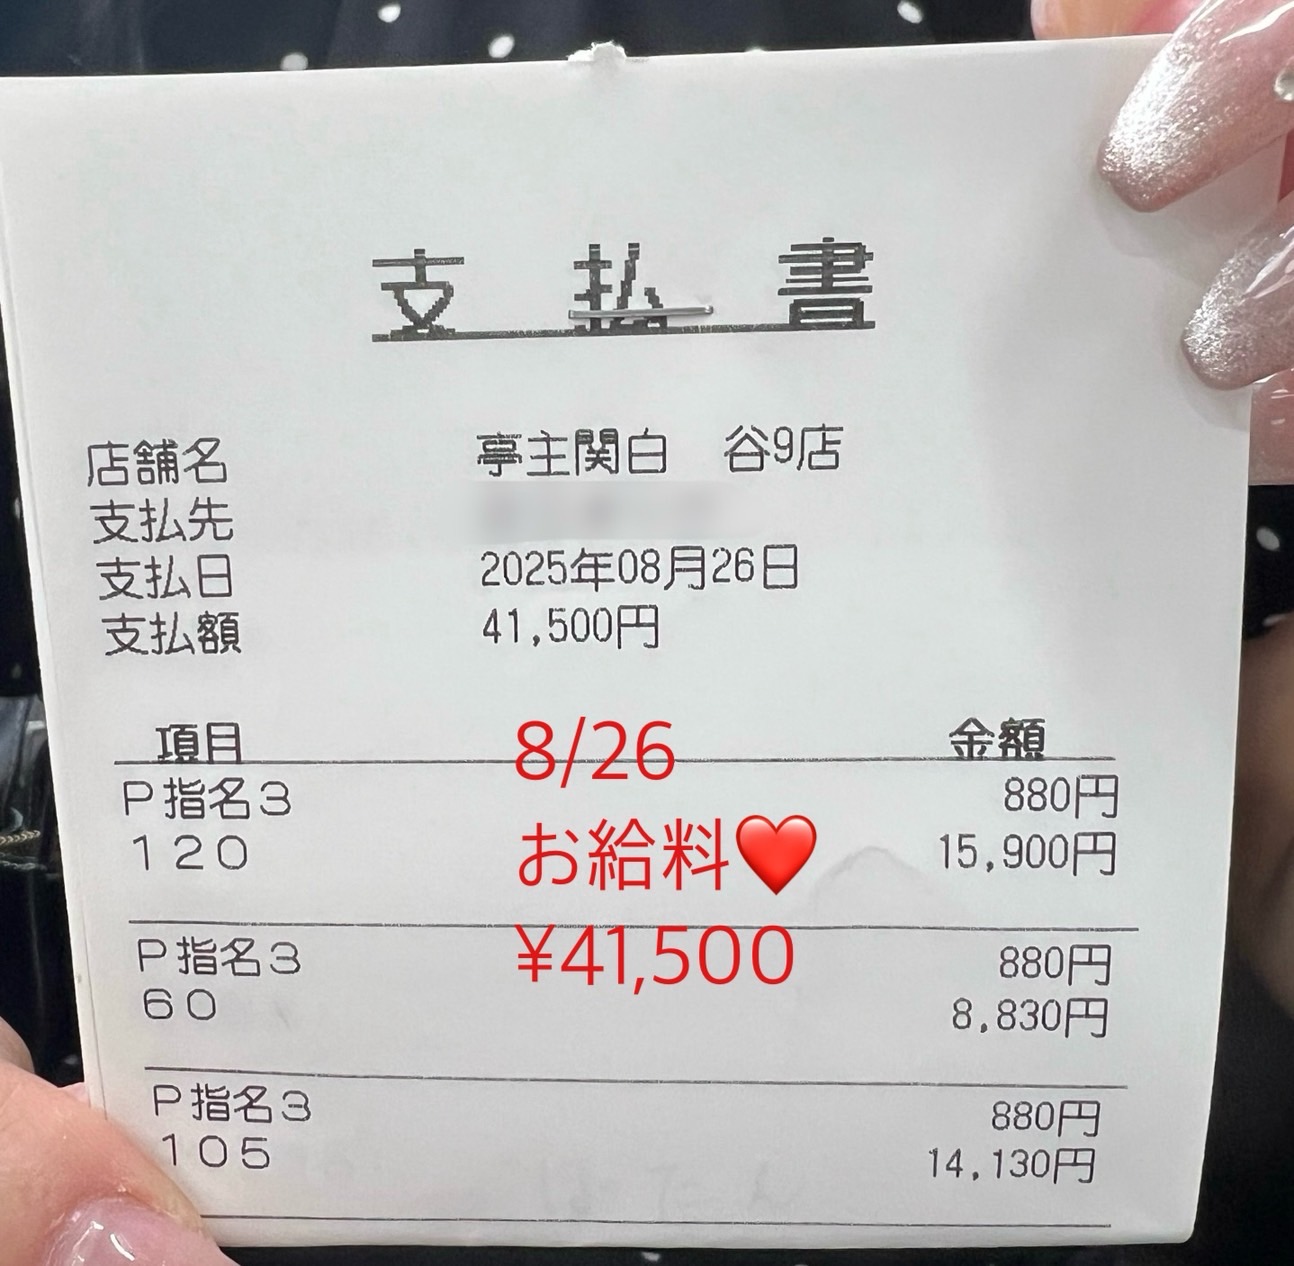 支払書
店舗名 亭主関白 谷9店
支払先
支払日 2025年08月26日
支払額 41,500円
項目 金額
8/26
お給料❤️
¥41,500
P指名3 880円
120 15,900円
P指名3 880円
60 8,830円
P指名3 880円
105 14,130円